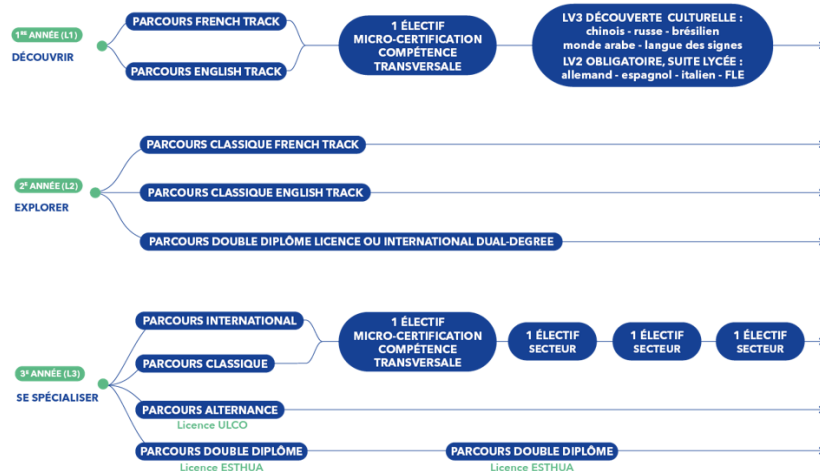 1RE ANNÉE (L1)
DÉCOUVRIR
PARCOURS FRENCH TRACK
PARCOURS ENGLISH TRACK
1 ÉLECTIF
MICRO-CERTIFICATION
COMPÉTENCE
TRANSVERSALE
LV3 DÉCOUVERTE CULTURELLE :
chinois - russe - brésilien
monde arabe - langue des signes
LV2 OBLIGATOIRE, SUITE LYCÉE :
allemand - espagnol - italien - FLE
2E ANNÉE (L2)
EXPLORER
PARCOURS CLASSIQUE FRENCH TRACK
PARCOURS CLASSIQUE ENGLISH TRACK
PARCOURS DOUBLE DIPLÔME LICENCE OU INTERNATIONAL DUAL-DEGREE
3E ANNÉE (L3)
SE SPÉCIALISER
PARCOURS INTERNATIONAL
PARCOURS CLASSIQUE
1 ÉLECTIF
MICRO-CERTIFICATION
COMPÉTENCE
TRANSVERSALE
1 ÉLECTIF
SECTEUR
1 ÉLECTIF
SECTEUR
1 ÉLECTIF
SECTEUR
PARCOURS ALTERNANCE
Licence ULCO
PARCOURS DOUBLE DIPLÔME
Licence ESTHUA
PARCOURS DOUBLE DIPLÔME
Licence ESTHUA